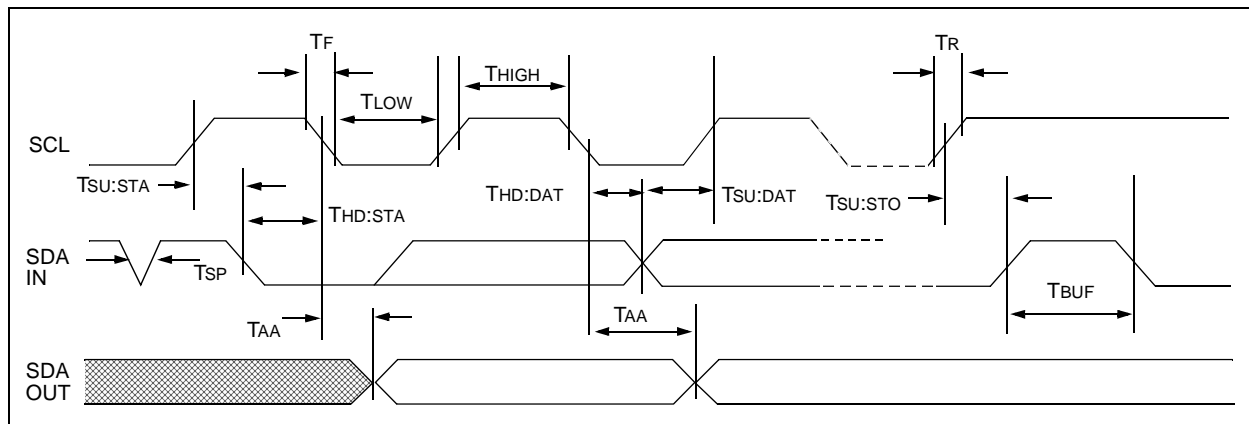 TF
TR
THIGH
TLOW
SCL
TSU:STA
THD:STA
THD:DAT
TSU:DAT
TSU:STO
SDA
IN
TSP
TBUF
TAA
TAA
SDA
OUT